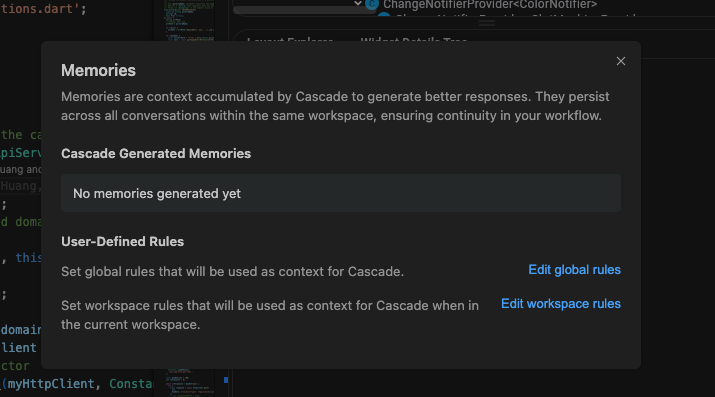 tions.dart';
ChangeNotifierProvider<ColorNotifier>
Memories
Memories are context accumulated by Cascade to generate better responses. They persist
across all conversations within the same workspace, ensuring continuity in your workflow.
the ca
Cascade Generated Memories
piServ
uang and
Huang,
No memories generated yet
;
d doma
User-Defined Rules
, this
Set global rules that will be used as context for Cascade.
Edit global rules
;
Set workspace rules that will be used as context for Cascade when in
the current workspace.
Edit workspace rules
domain
lient
ctor
(myHttpClient, Consta